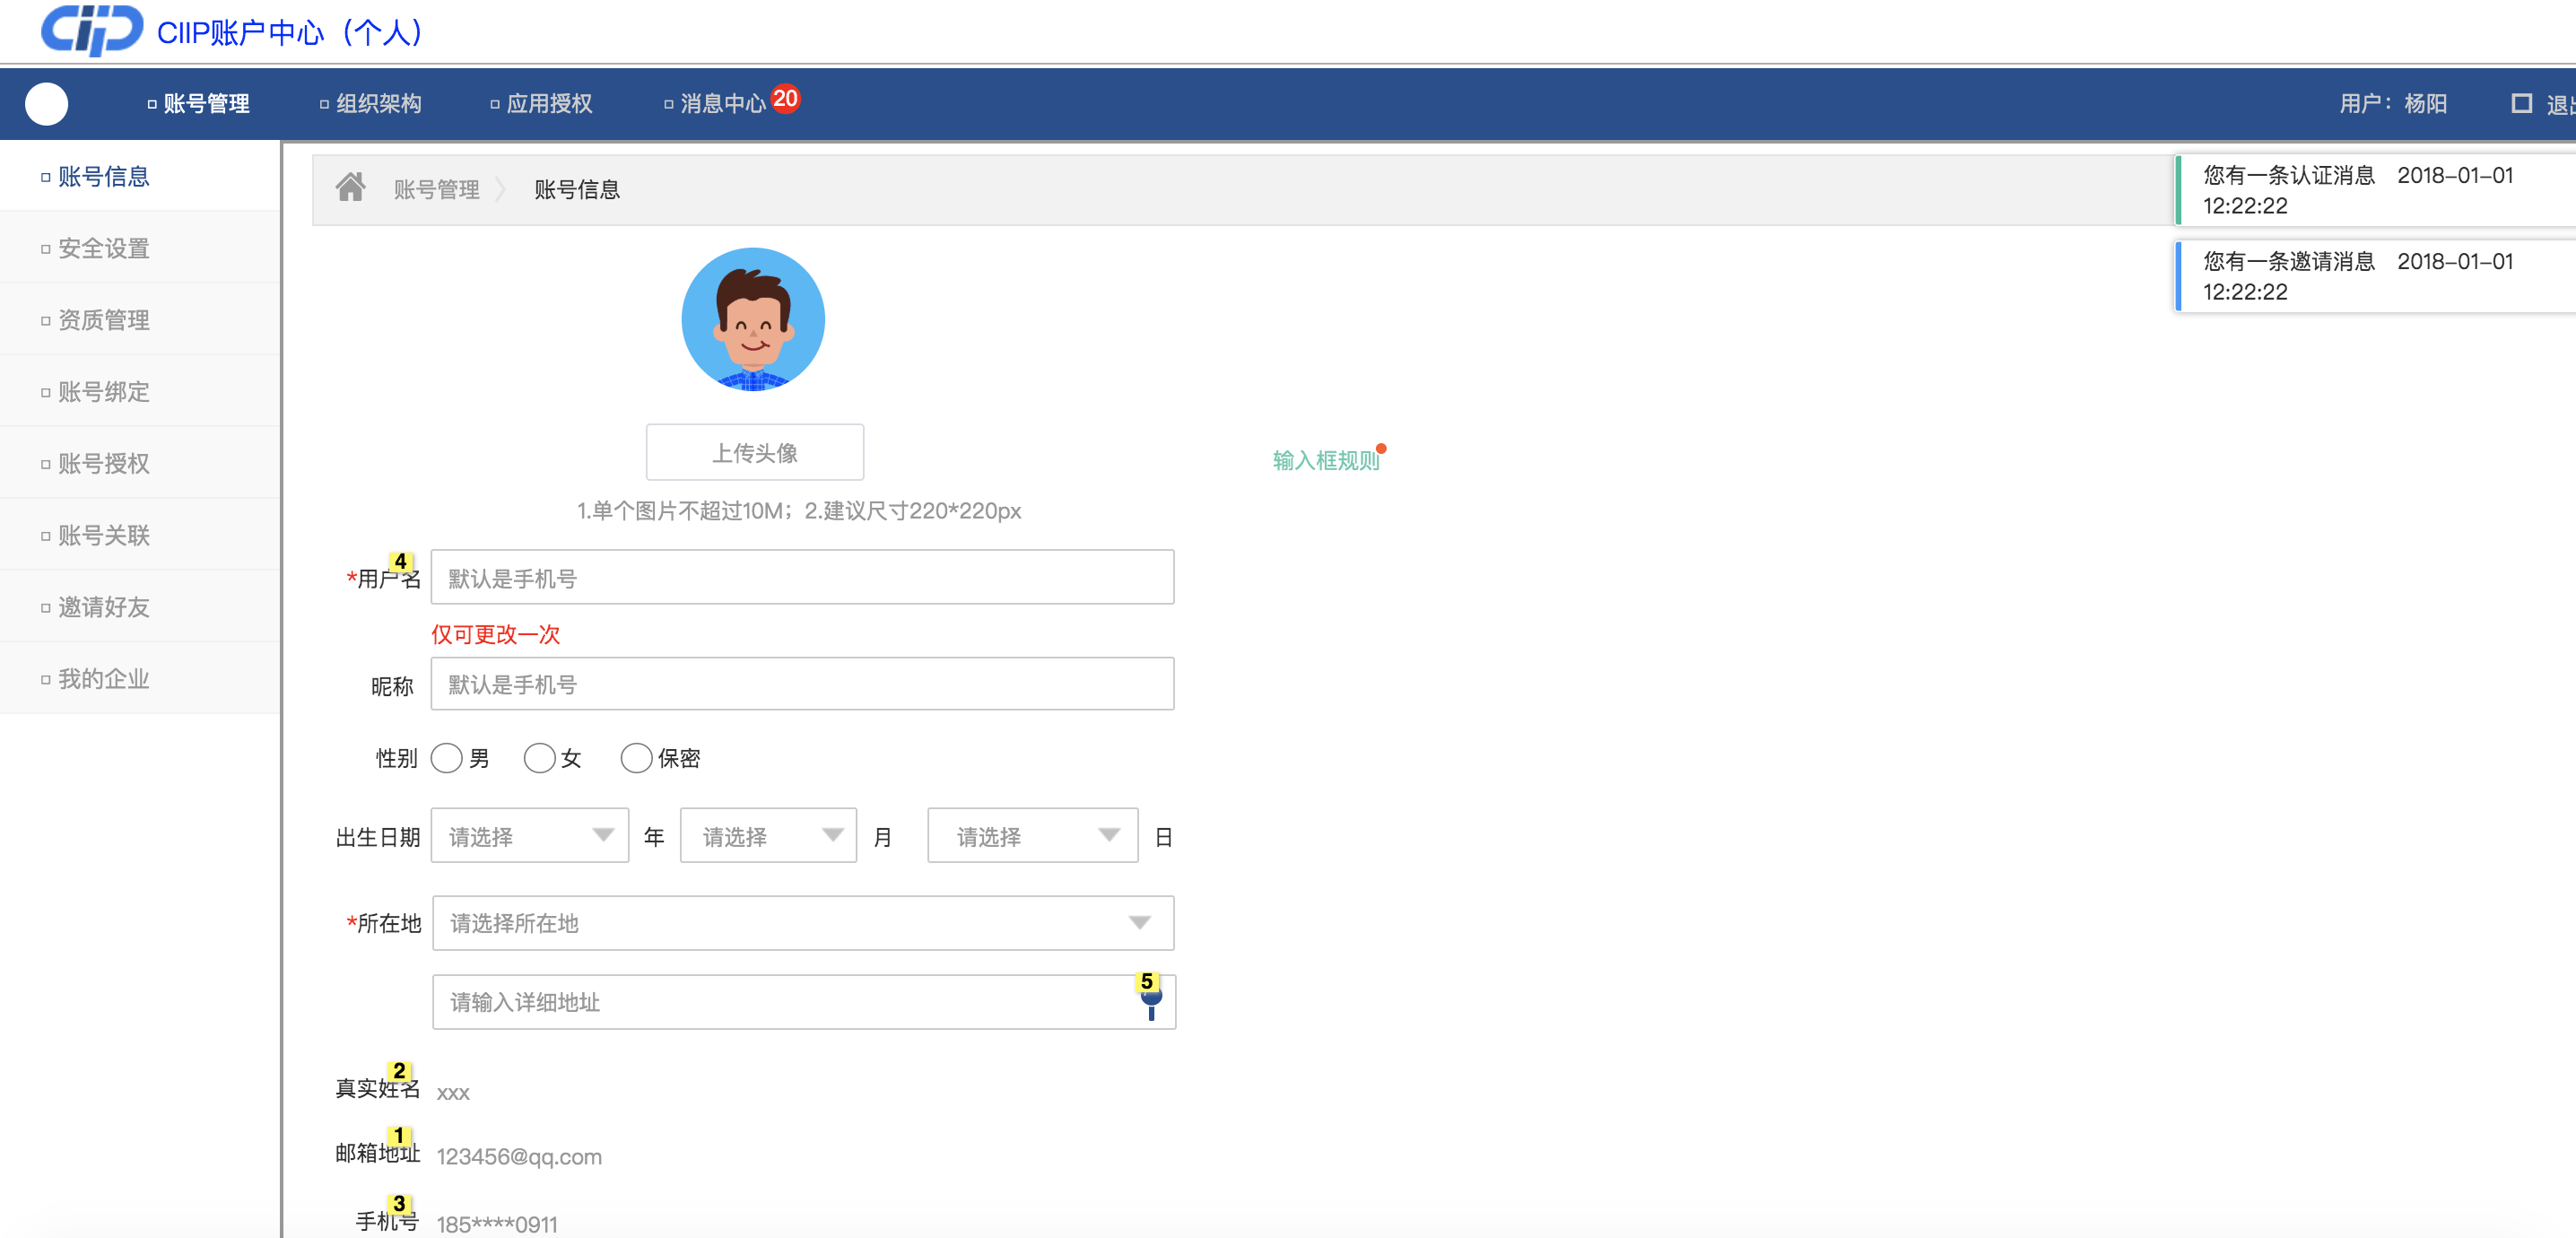 CIIP CIIP账户中心（个人）
账号管理 组织架构 应用授权 消息中心 20 用户：杨阳
账号信息
安全设置
资质管理
账号绑定
账号授权
账号关联
邀请好友
我的企业
账号管理 账号信息
您有一条认证消息 2018-01-01
12:22:22
您有一条邀请消息 2018-01-01
12:22:22
上传头像
输入框规则
1.单个图片不超过10M；2.建议尺寸220*220px
4
*用户名 默认是手机号
仅可更改一次
昵称 默认是手机号
性别 男 女 保密
出生日期 请选择 年 请选择 月 请选择 日
*所在地 请选择所在地
请输入详细地址 5
2
真实姓名 xxx
1
邮箱地址 123456@qq.com
3
手机号 185****0911